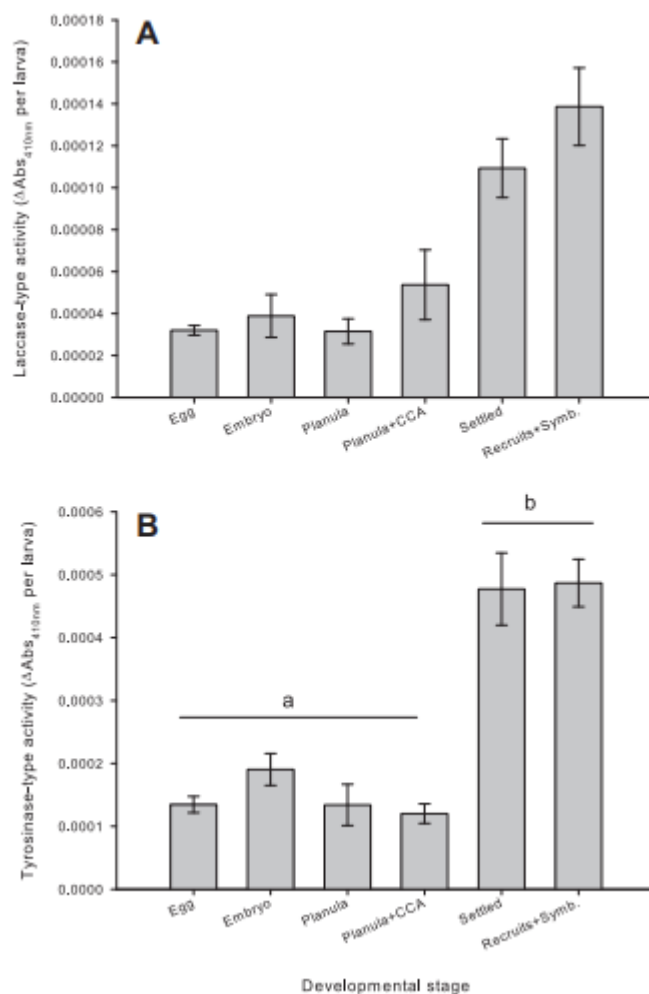 A
Laccase-type activity (ΔAbs410nm per larva)
0.00018
0.00016
0.00014
0.00012
0.00010
0.00008
0.00006
0.00004
0.00002
0.00000
Egg
Embryo
Planula
Planula+CCA
Settled
Recruits+Symb.
B
Tyrosinase-type activity (ΔAbs410nm per larva)
0.0006
0.0005
0.0004
0.0003
0.0002
0.0001
0.0000
a
b
Egg
Embryo
Planula
Planula+CCA
Settled
Recruits+Symb.
Developmental stage